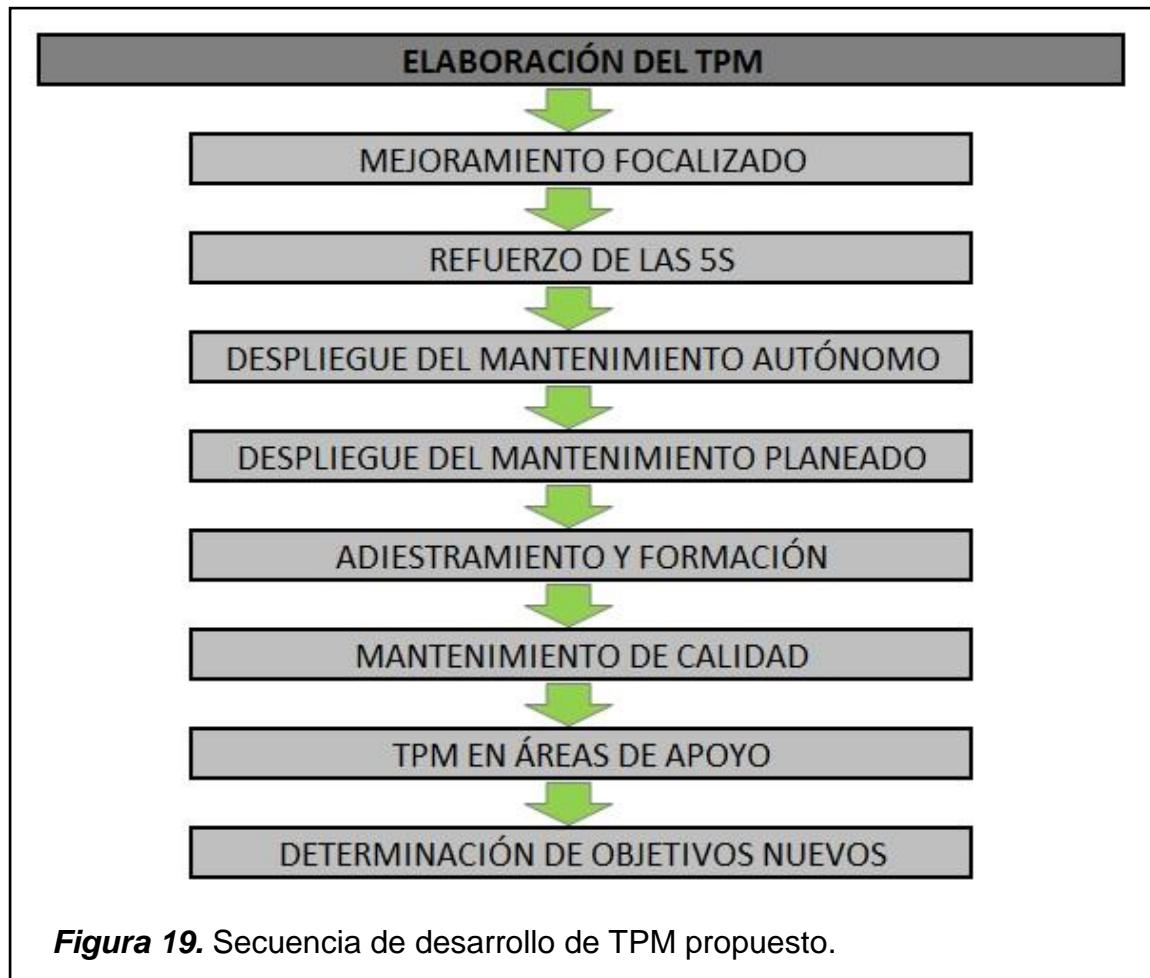 ELABORACIÓN DEL TPM
MEJORAMIENTO FOCALIZADO
REFUERZO DE LAS 5S
DESPLIEGUE DEL MANTENIMIENTO AUTÓNOMO
DESPLIEGUE DEL MANTENIMIENTO PLANEADO
ADIESTRAMIENTO Y FORMACIÓN
MANTENIMIENTO DE CALIDAD
TPM EN ÁREAS DE APOYO
DETERMINACIÓN DE OBJETIVOS NUEVOS
Figura 19. Secuencia de desarrollo de TPM propuesto.